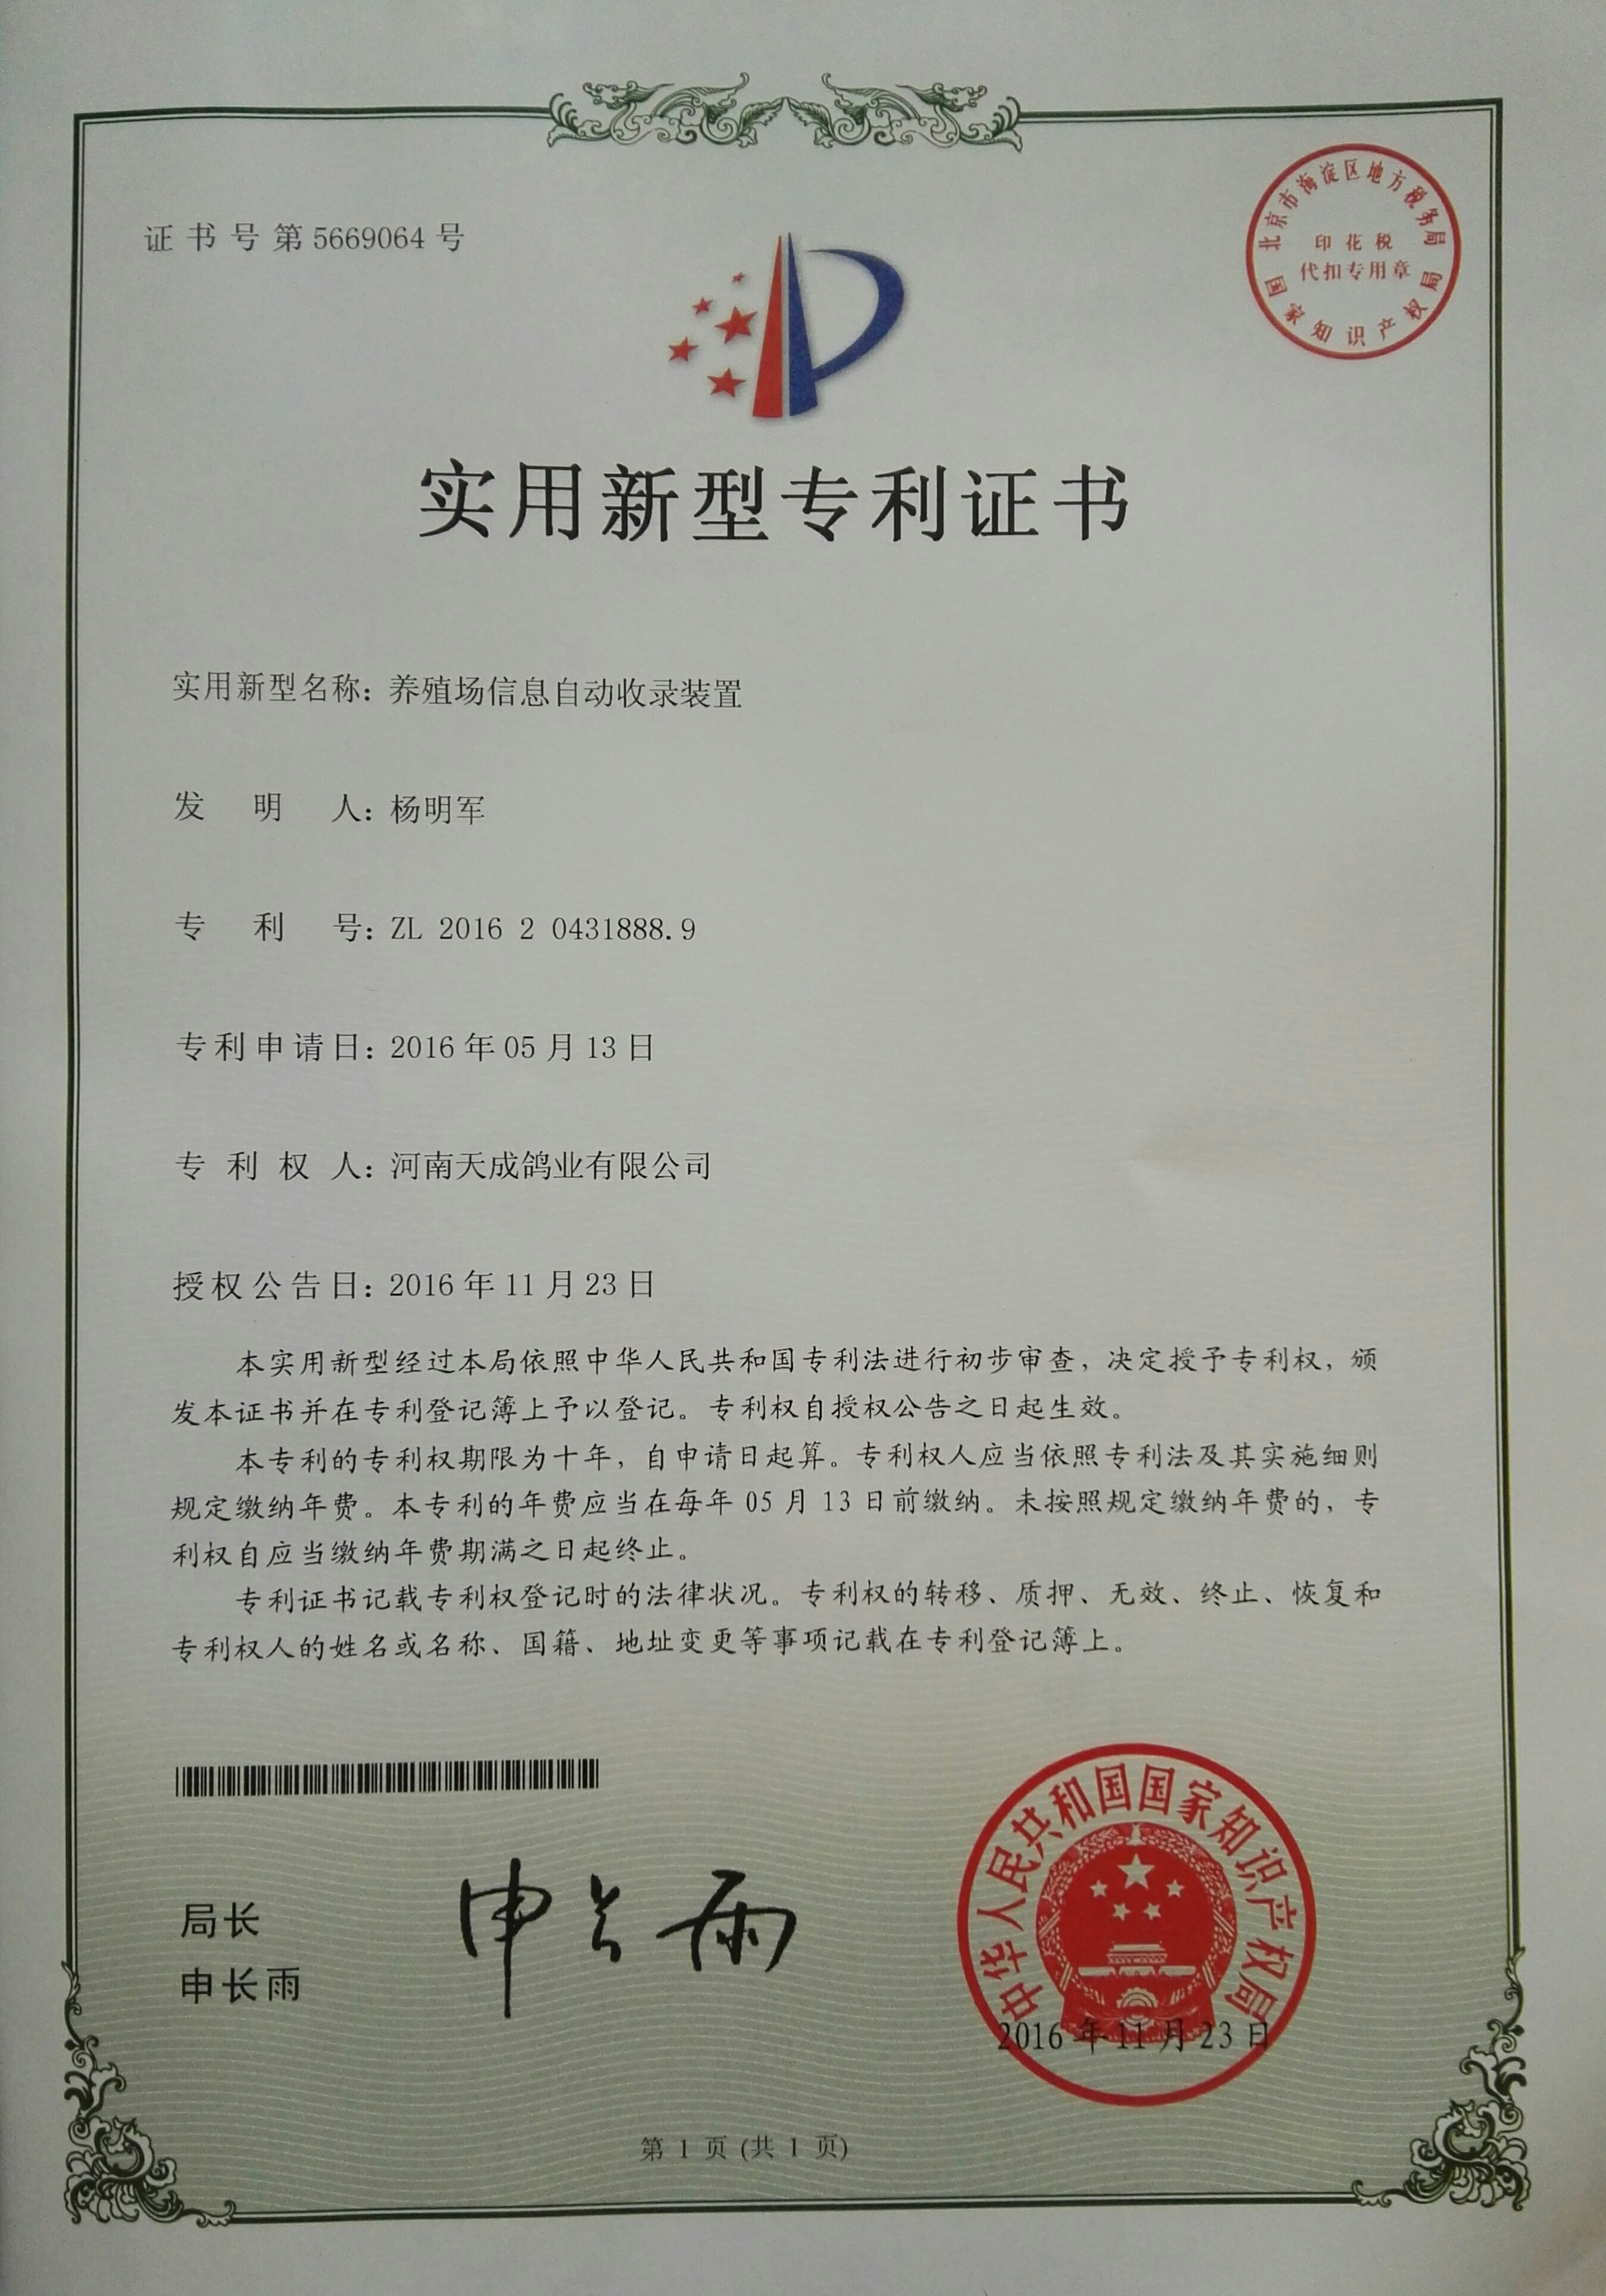 证书号第5669064号
北京市海淀区地方税务局
印花税
代扣专用章
国家知识产权局
实用新型专利证书
实用新型名称：养殖场信息自动收录装置
发明人：杨明军
专利号：ZL 2016 2 0431888.9
专利申请日：2016年05月13日
专利权人：河南天成鸽业有限公司
授权公告日：2016年11月23日
本实用新型经过本局依照中华人民共和国专利法进行初步审查，决定授予专利权，颁
发本证书并在专利登记簿上予以登记。专利权自授权公告之日起生效。
本专利的专利权期限为十年，自申请日起算。专利权人应当依照专利法及其实施细则
规定缴纳年费。本专利的年费应当在每年05月13日前缴纳。未按照规定缴纳年费的，专
利权自应当缴纳年费期满之日起终止。
专利证书记载专利权登记时的法律状况。专利权的转移、质押、无效、终止、恢复和
专利权人的姓名或名称、国籍、地址变更等事项记载在专利登记簿上。
局长
申长雨
申长雨
中华人民共和国国家知识产权局
2016年11月23日
第1页(共1页)